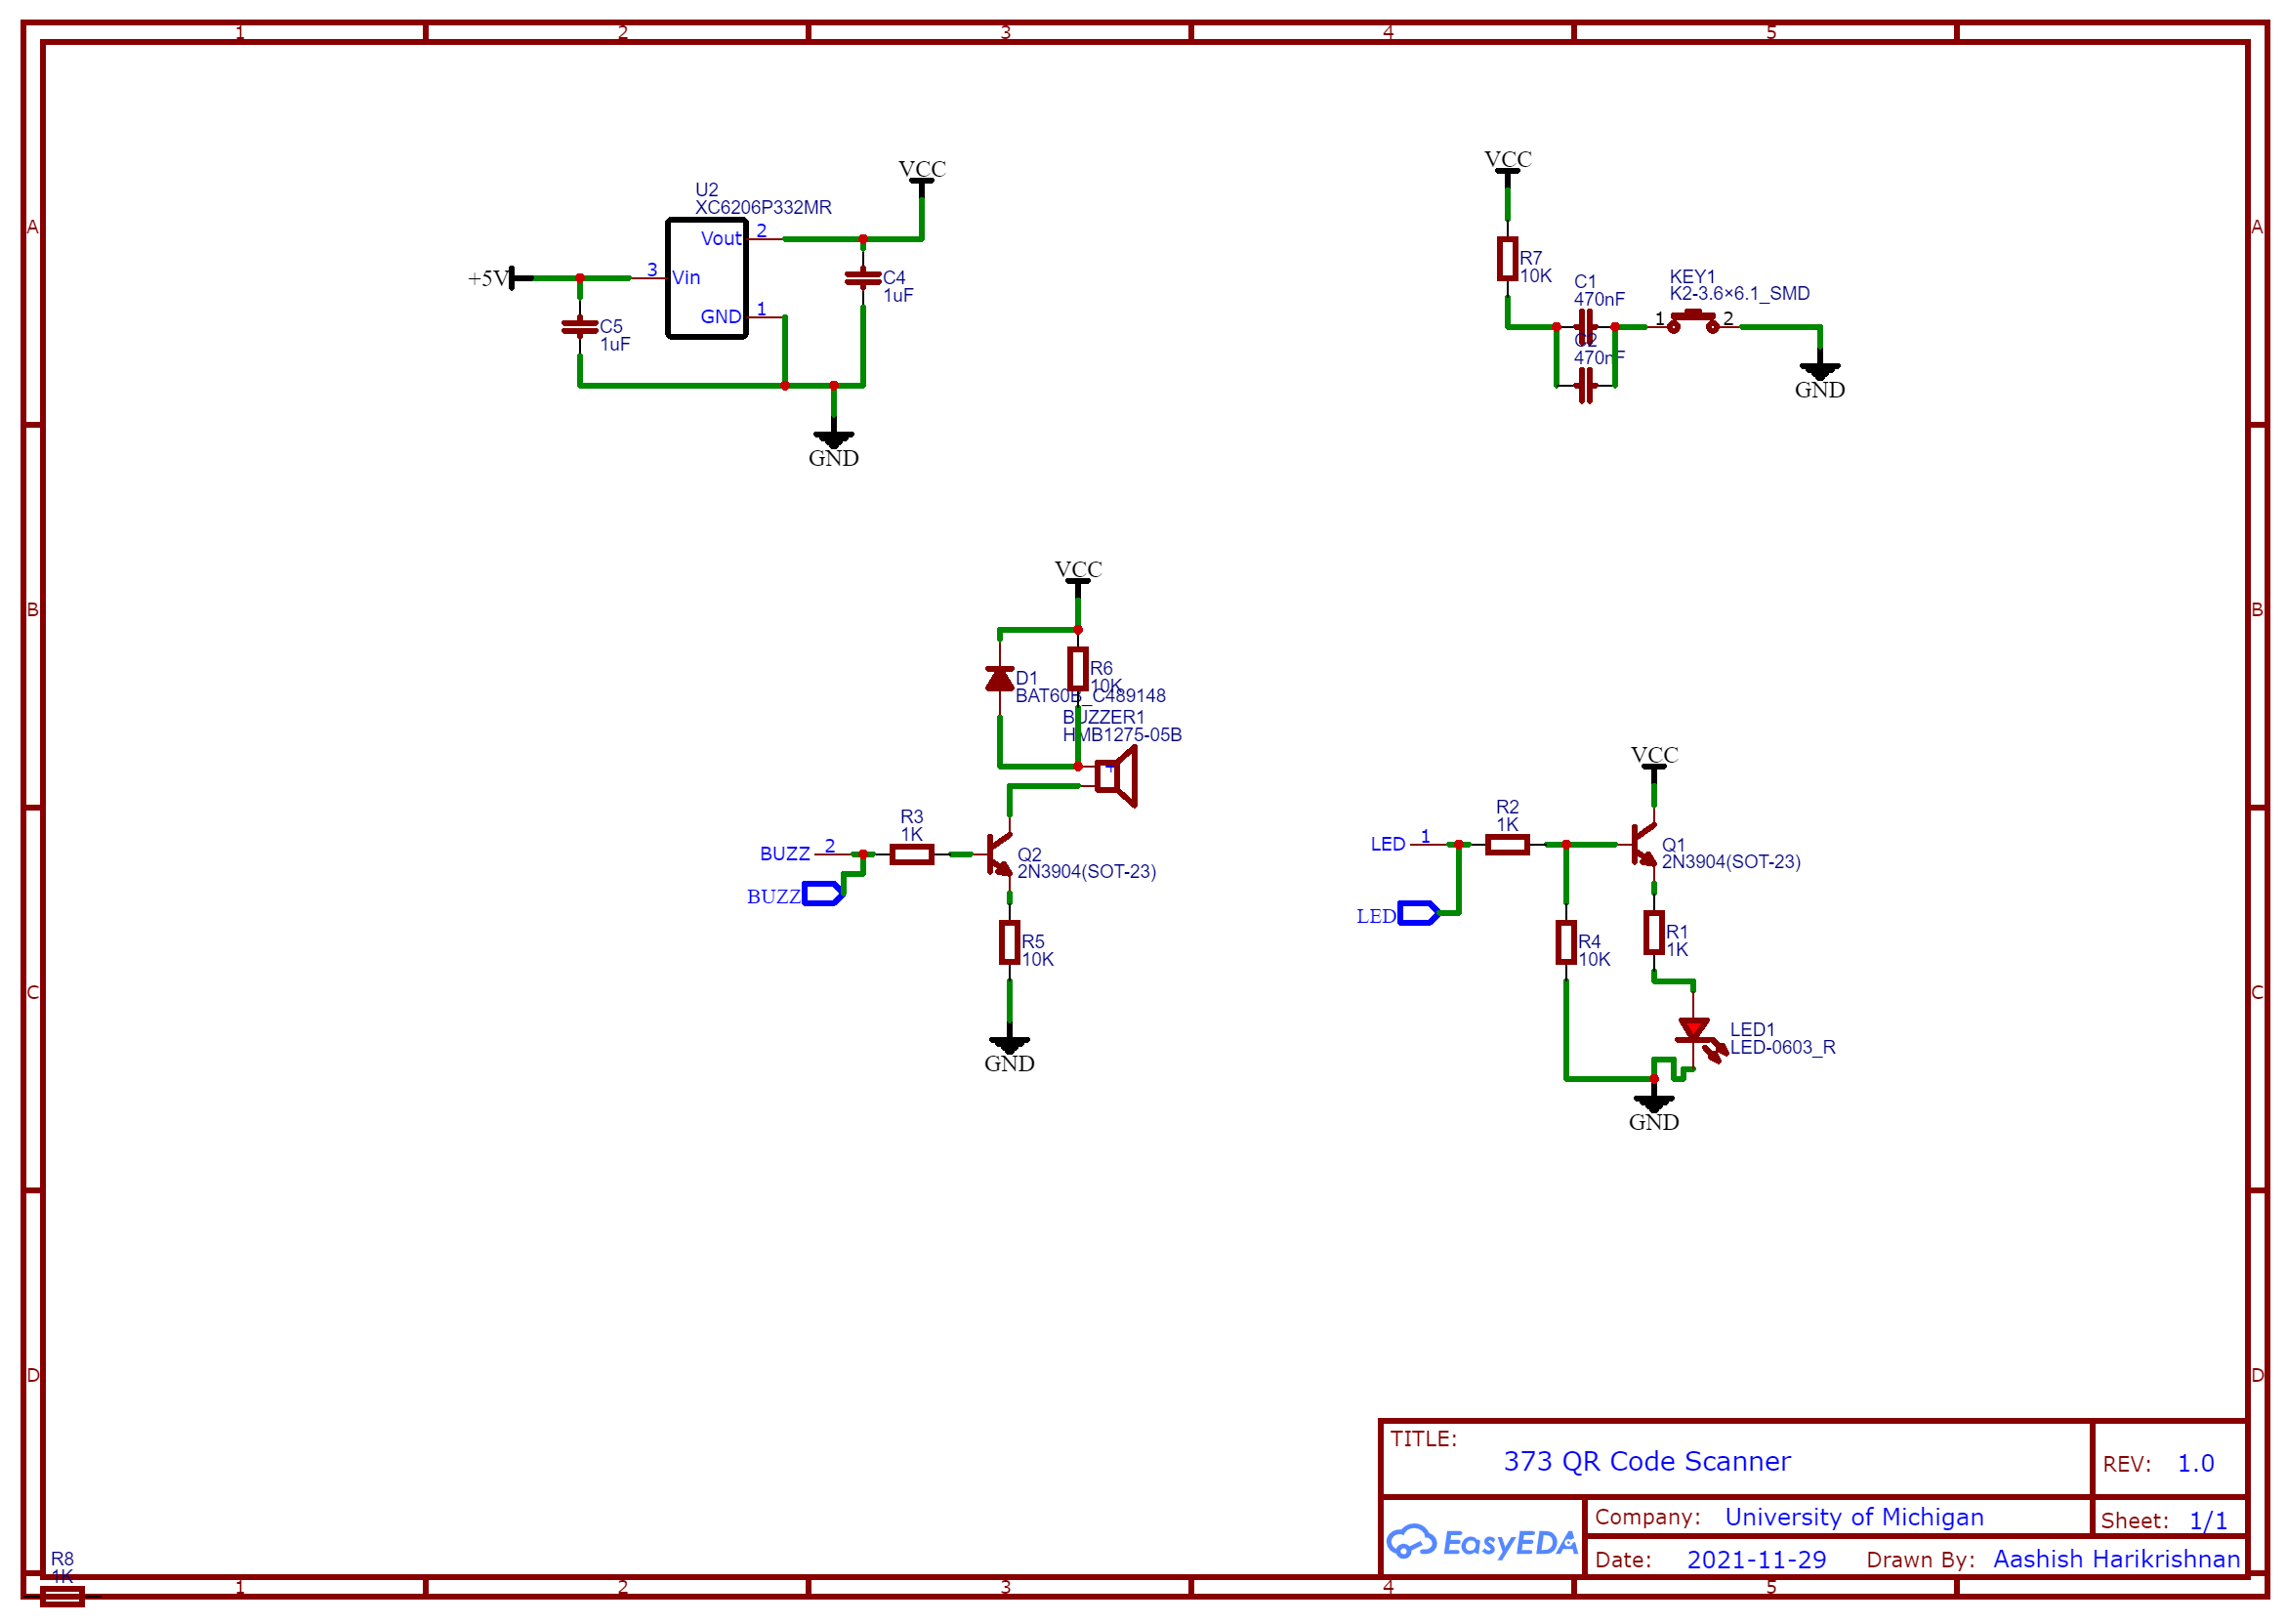 1 2 3 4 5
A A
B B
C C
D D
U2
XC6206P332MR
VCC
Vout 2
+5V
3 Vin
GND 1
C4
1uF
C5
1uF
GND
VCC
R7
10K
C1
470nF
C2
470nF
KEY1
K2-3.6×6.1_SMD
1 2
GND
VCC
D1
BAT60B_C489148
R6
10K
BUZZER1
HMB1275-05B
+
R3
1K
BUZZ 2
BUZZ
Q2
2N3904(SOT-23)
R5
10K
GND
VCC
R2
1K
LED 1
LED
Q1
2N3904(SOT-23)
R4
10K
R1
1K
LED1
LED-0603_R
GND
TITLE:
373 QR Code Scanner
REV: 1.0
EasyEDA
Company: University of Michigan
Sheet: 1/1
Date: 2021-11-29 Drawn By: Aashish Harikrishnan
R8
1K
1 2 3 4 5